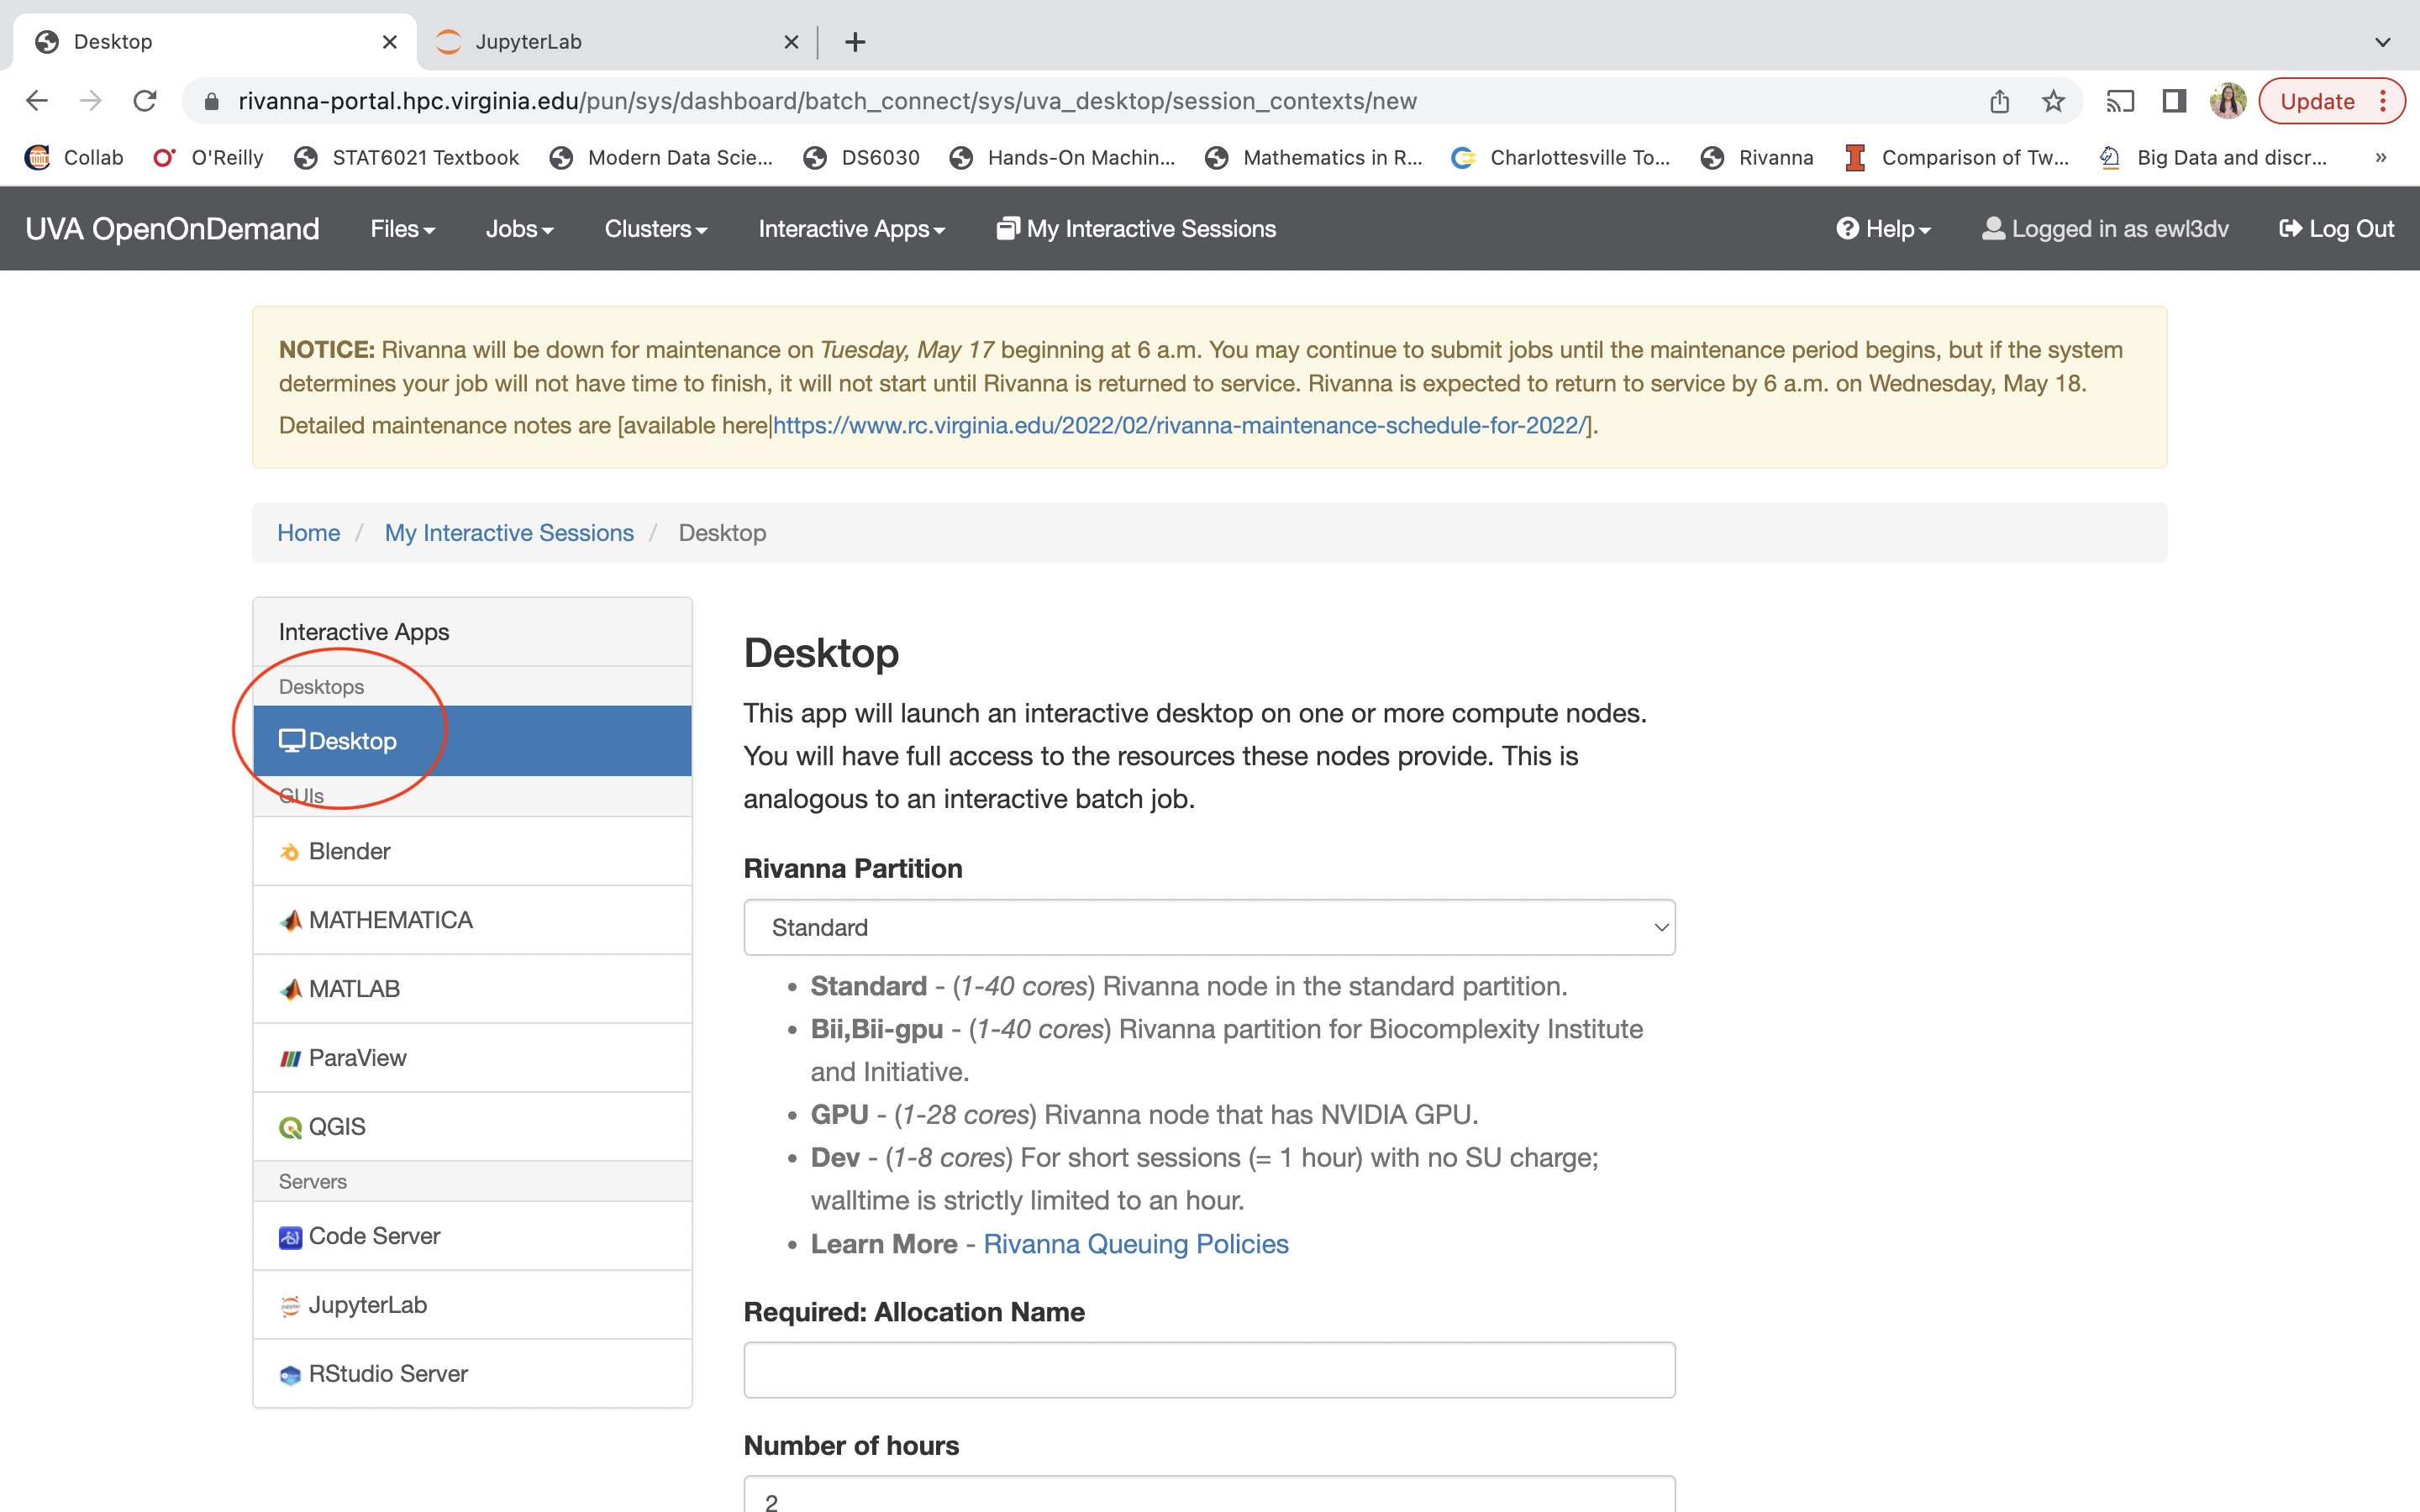 Desktop
JupyterLab
rivanna-portal.hpc.virginia.edu/pun/sys/dashboard/batch_connect/sys/uva_desktop/session_contexts/new
Update
Collab O'Reilly STAT6021 Textbook Modern Data Scie... DS6030 Hands-On Machin... Mathematics in R... Charlottesville To... Rivanna Comparison of Tw... Big Data and discr... »
UVA OpenOnDemand Files Jobs Clusters Interactive Apps My Interactive Sessions Help Logged in as ewl3dv Log Out
NOTICE: Rivanna will be down for maintenance on Tuesday, May 17 beginning at 6 a.m. You may continue to submit jobs until the maintenance period begins, but if the system
determines your job will not have time to finish, it will not start until Rivanna is returned to service. Rivanna is expected to return to service by 6 a.m. on Wednesday, May 18.
Detailed maintenance notes are [available here|https://www.rc.virginia.edu/2022/02/rivanna-maintenance-schedule-for-2022/].
Home / My Interactive Sessions / Desktop
Interactive Apps
Desktops
Desktop
GUIs
Blender
MATHEMATICA
MATLAB
ParaView
QGIS
Servers
Code Server
JupyterLab
RStudio Server
Desktop
This app will launch an interactive desktop on one or more compute nodes.
You will have full access to the resources these nodes provide. This is
analogous to an interactive batch job.
Rivanna Partition
Standard
• Standard - (1-40 cores) Rivanna node in the standard partition.
• Bii,Bii-gpu - (1-40 cores) Rivanna partition for Biocomplexity Institute
and Initiative.
• GPU - (1-28 cores) Rivanna node that has NVIDIA GPU.
• Dev - (1-8 cores) For short sessions (= 1 hour) with no SU charge;
walltime is strictly limited to an hour.
• Learn More - Rivanna Queuing Policies
Required: Allocation Name
Number of hours
2